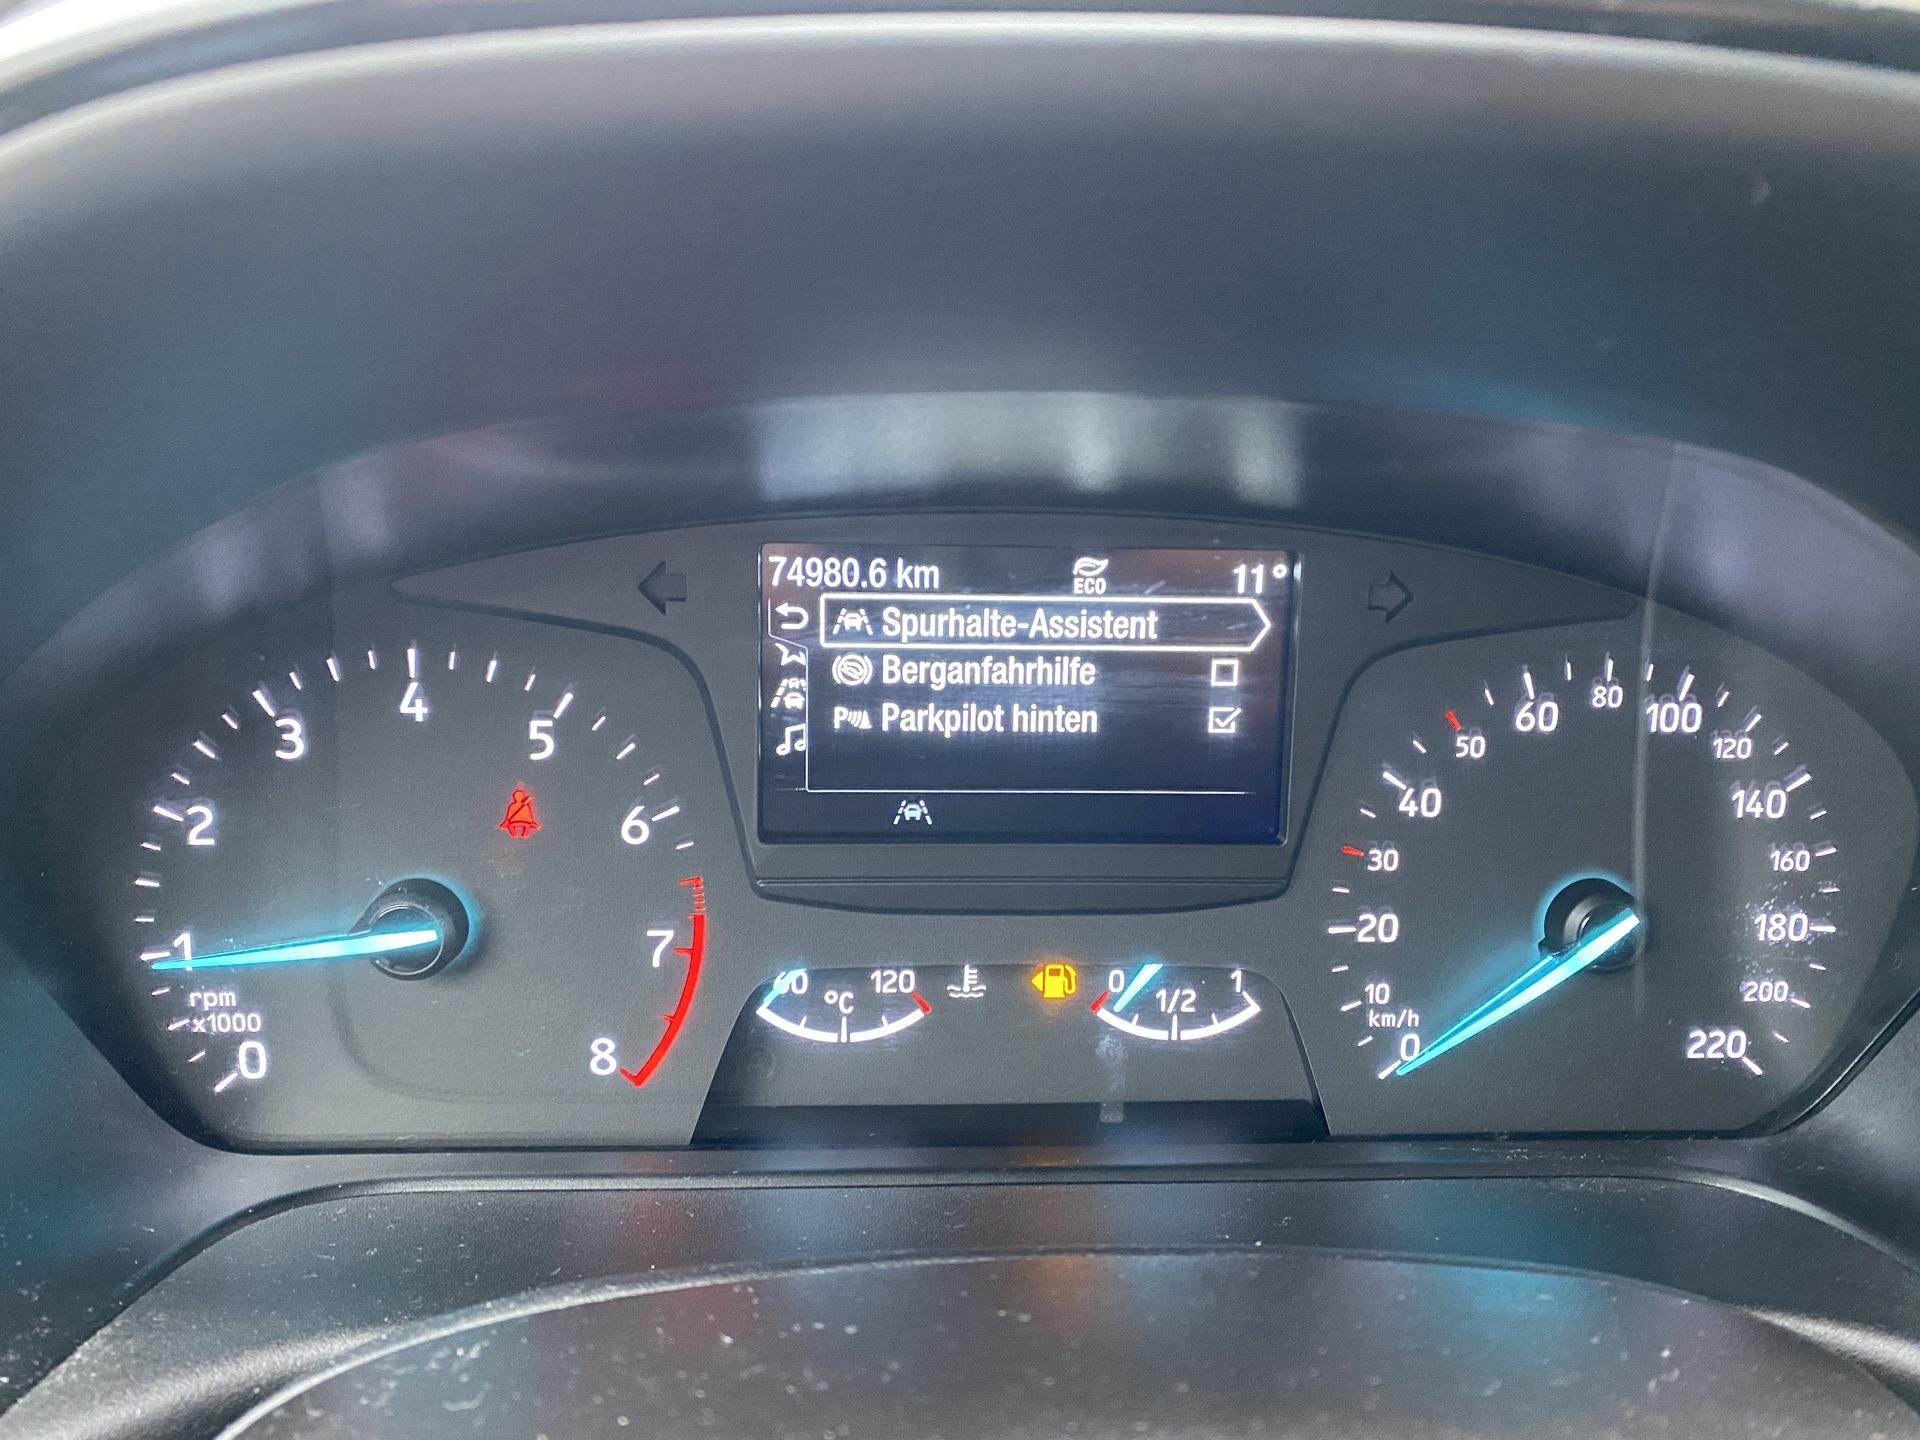 74980.6 km ECO 11°
Spurhalte-Assistent
Berganfahrhilfe
Parkpilot hinten
0 1 2 3 4 5 6 7 8
rpm
x1000
60 120
°C
0 1/2 1
0 10 20 30 40 50 60 80 100 120 140 160 180 200 220
km/h